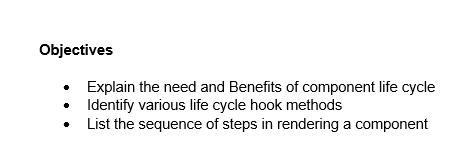 Objectives
• Explain the need and Benefits of component life cycle
• Identify various life cycle hook methods
• List the sequence of steps in rendering a component